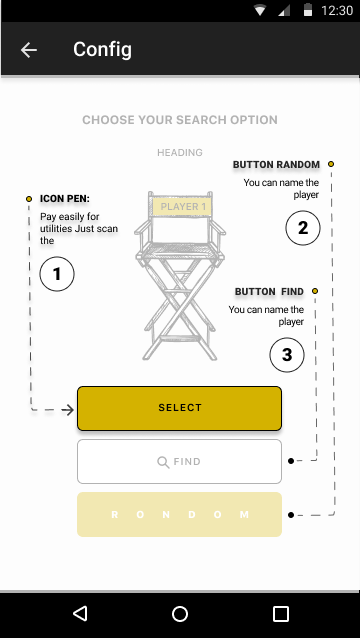 12:30
Config
CHOOSE YOUR SEARCH OPTION
HEADING
BUTTON RANDOM
You can name the
player
2
ICON PEN:
Pay easily for
utilities Just scan
the
1
PLAYER 1
BUTTON FIND
You can name the
player
3
SELECT
FIND
R O N D O M